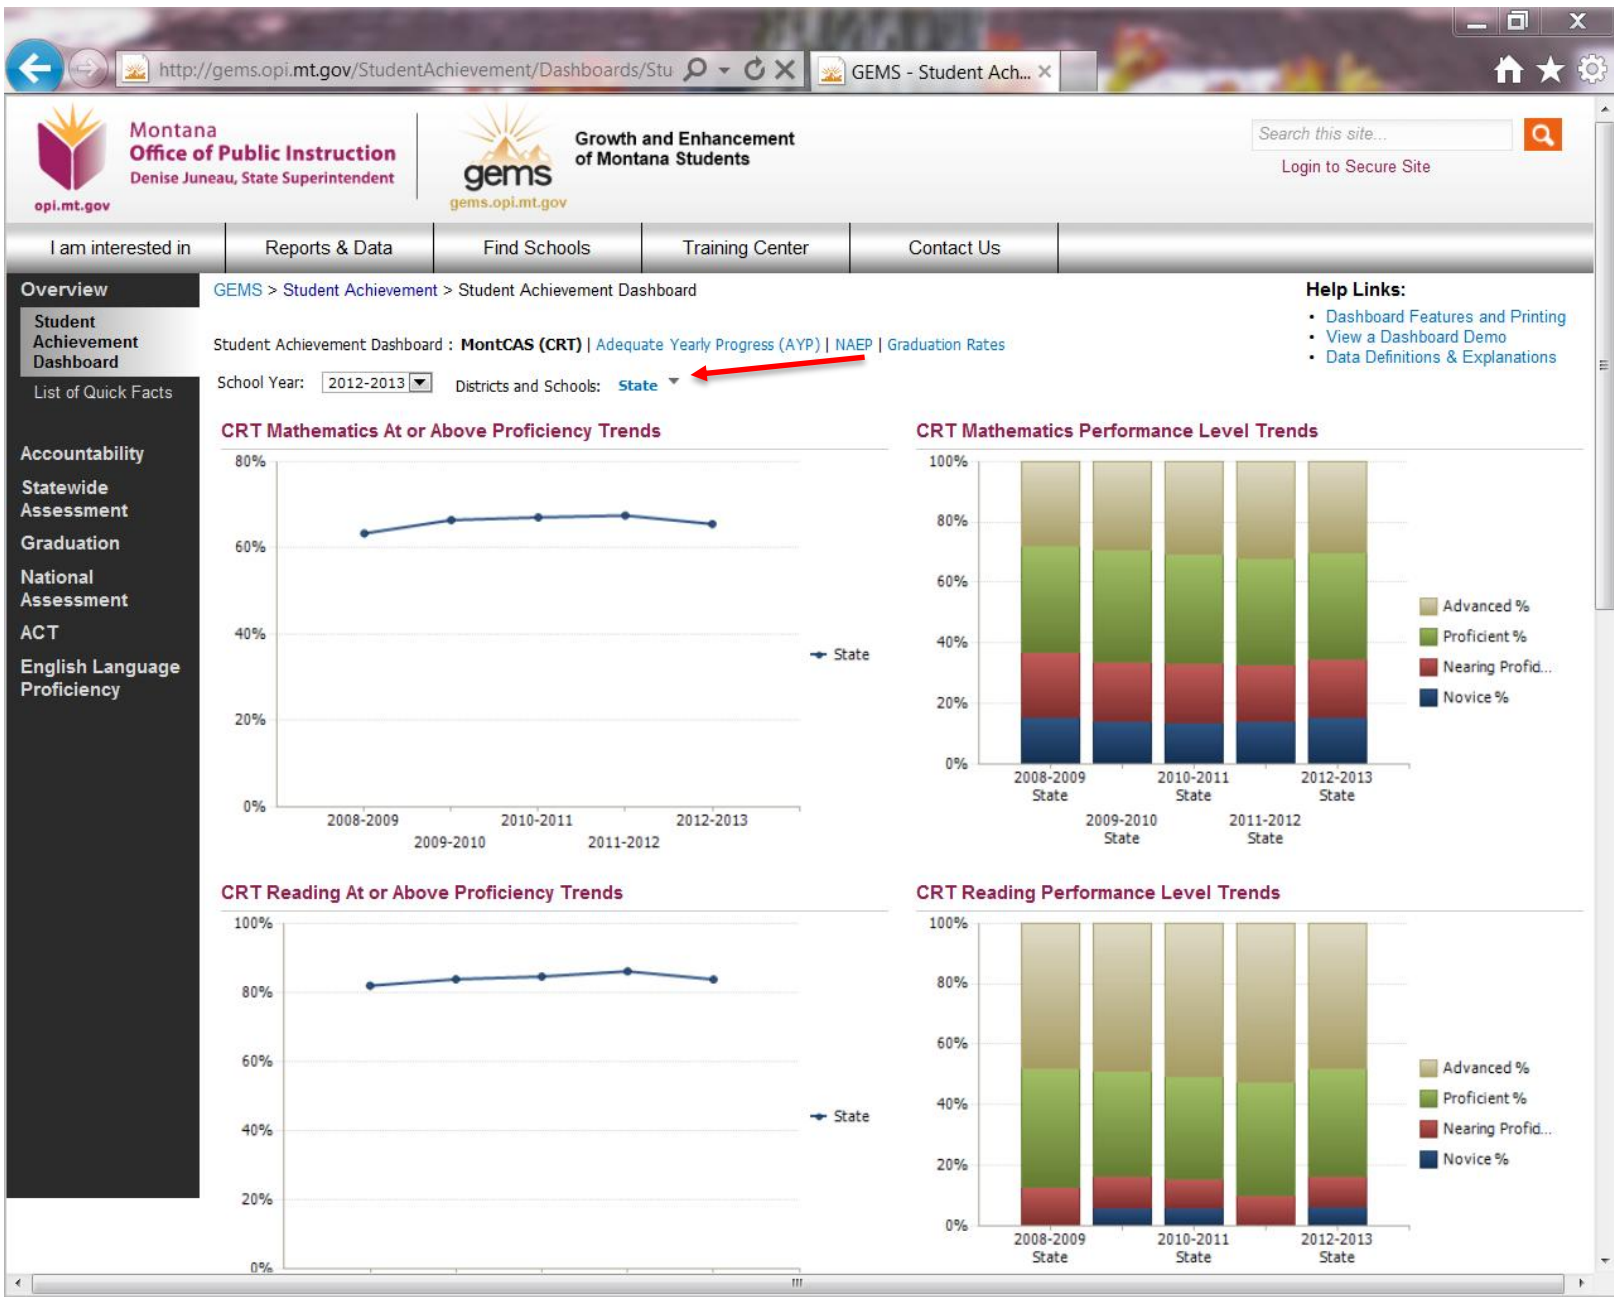 http://gems.opi.mt.gov/StudentAchievement/Dashboards/Stu
GEMS - Student Ach...
Montana
Office of Public Instruction
Denise Juneau, State Superintendent
opi.mt.gov
gems
gems.opi.mt.gov
Growth and Enhancement
of Montana Students
Search this site...
Login to Secure Site
I am interested in
Reports & Data
Find Schools
Training Center
Contact Us
Overview
Student
Achievement
Dashboard
List of Quick Facts
Accountability
Statewide
Assessment
Graduation
National
Assessment
ACT
English Language
Proficiency
GEMS > Student Achievement > Student Achievement Dashboard
Help Links:
• Dashboard Features and Printing
• View a Dashboard Demo
• Data Definitions & Explanations
Student Achievement Dashboard : MontCAS (CRT) | Adequate Yearly Progress (AYP) | NAEP | Graduation Rates
School Year: 2012-2013 Districts and Schools: State
CRT Mathematics At or Above Proficiency Trends
80%
60%
40%
20%
0%
2008-2009
2009-2010
2010-2011
2011-2012
2012-2013
State
CRT Mathematics Performance Level Trends
100%
80%
60%
40%
20%
0%
2008-2009
State
2009-2010
State
2010-2011
State
2011-2012
State
2012-2013
State
Advanced %
Proficient %
Nearing Profid...
Novice %
CRT Reading At or Above Proficiency Trends
100%
80%
60%
40%
20%
0%
State
CRT Reading Performance Level Trends
100%
80%
60%
40%
20%
0%
2008-2009
State
2010-2011
State
2012-2013
State
Advanced %
Proficient %
Nearing Profid...
Novice %